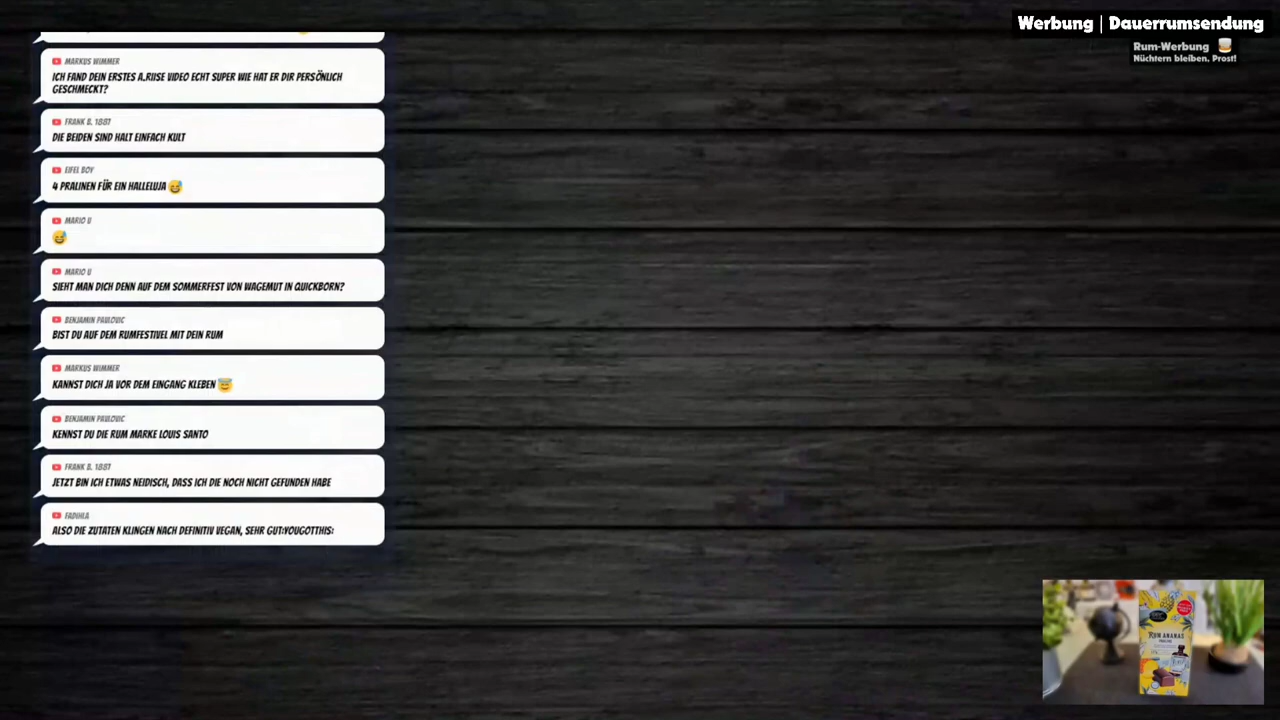 Werbung | Dauerrumsendung
Rum-Werbung
Nüchtern bleiben. Prost!
MARKUS WIMMER
ICH FAND DEIN ERSTES A.RIISE VIDEO ECHT SUPER WIE HAT ER DIR PERSÖNLICH
GESCHMECKT?
FRANK B. 1887
DIE BEIDEN SIND HALT EINFACH KULT
EIFEL BOY
4 PRALINEN FÜR EIN HALLELUJA 😅
MARIO U
😅
MARIO U
SIEHT MAN DICH DENN AUF DEM SOMMERFEST VON WAGEMUT IN QUICKBORN?
BENJAMIN PAVLOVIC
BIST DU AUF DEM RUMFESTIVEL MIT DEIN RUM
MARKUS WIMMER
KANNST DICH JA VOR DEM EINGANG KLEBEN 😇
BENJAMIN PAVLOVIC
KENNST DU DIE RUM MARKE LOUIS SANTO
FRANK B. 1887
JETZT BIN ICH ETWAS NEIDISCH, DASS ICH DIE NOCH NICHT GEFUNDEN HABE
FADIHLA
ALSO DIE ZUTATEN KLINGEN NACH DEFINITIV VEGAN, SEHR GUT:YOUGOTTHIS:
RUM ANANAS